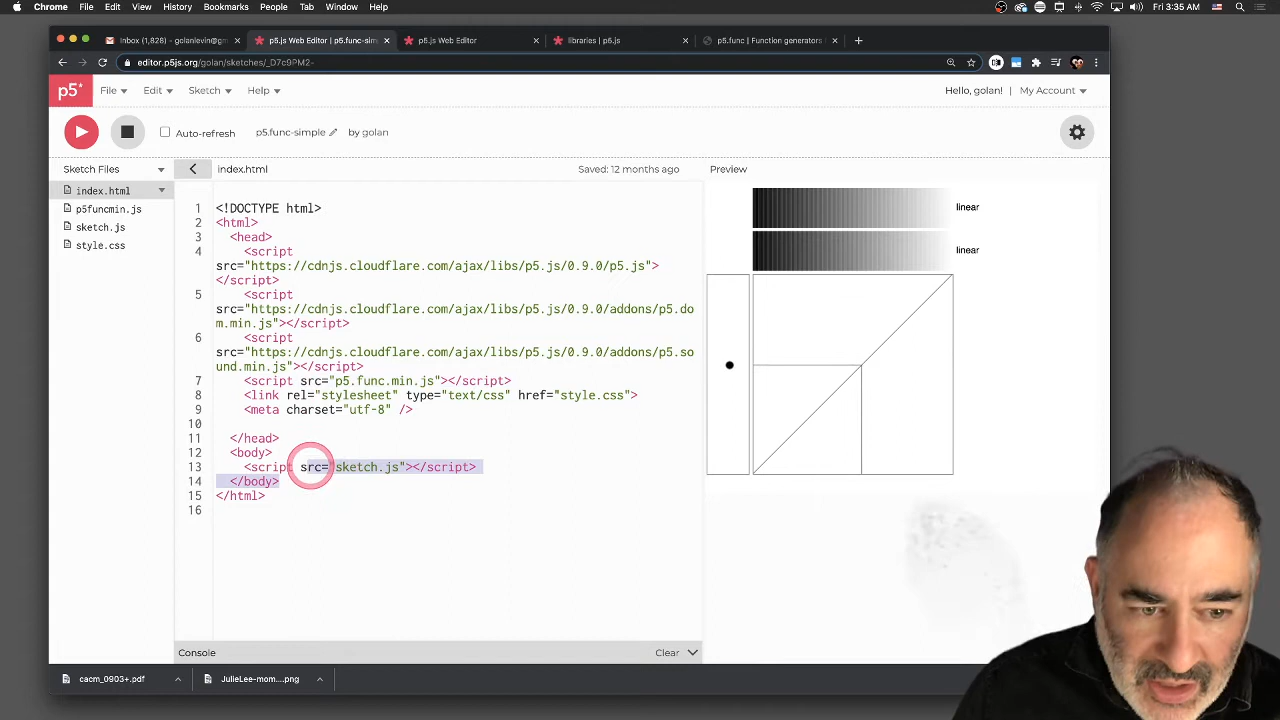 Chrome File Edit View History Bookmarks People Tab Window Help Fri 3:35 AM
Inbox (1,828) - golanlevin@gm p5.js Web Editor | p5.func-sim p5.js Web Editor libraries | p5.js p5.func | Function generators
editor.p5js.org/golan/sketches/_D7c9PM2-
p5* File Edit Sketch Help Hello, golan! | My Account
Auto-refresh p5.func-simple by golan
Sketch Files index.html Saved: 12 months ago Preview
index.html
p5funcmin.js
sketch.js
style.css
1 <!DOCTYPE html>
2 <html>
3 <head>
4 <script
src="https://cdnjs.cloudflare.com/ajax/libs/p5.js/0.9.0/p5.js">
</script>
5 <script
src="https://cdnjs.cloudflare.com/ajax/libs/p5.js/0.9.0/addons/p5.do
m.min.js"></script>
6 <script
src="https://cdnjs.cloudflare.com/ajax/libs/p5.js/0.9.0/addons/p5.so
und.min.js"></script>
7 <script src="p5.func.min.js"></script>
8 <link rel="stylesheet" type="text/css" href="style.css">
9 <meta charset="utf-8" />
10
11 </head>
12 <body>
13 <script src="sketch.js"></script>
14 </body>
15 </html>
16
linear
linear
Console Clear
cacm_0903+.pdf JulieLee-mom....png